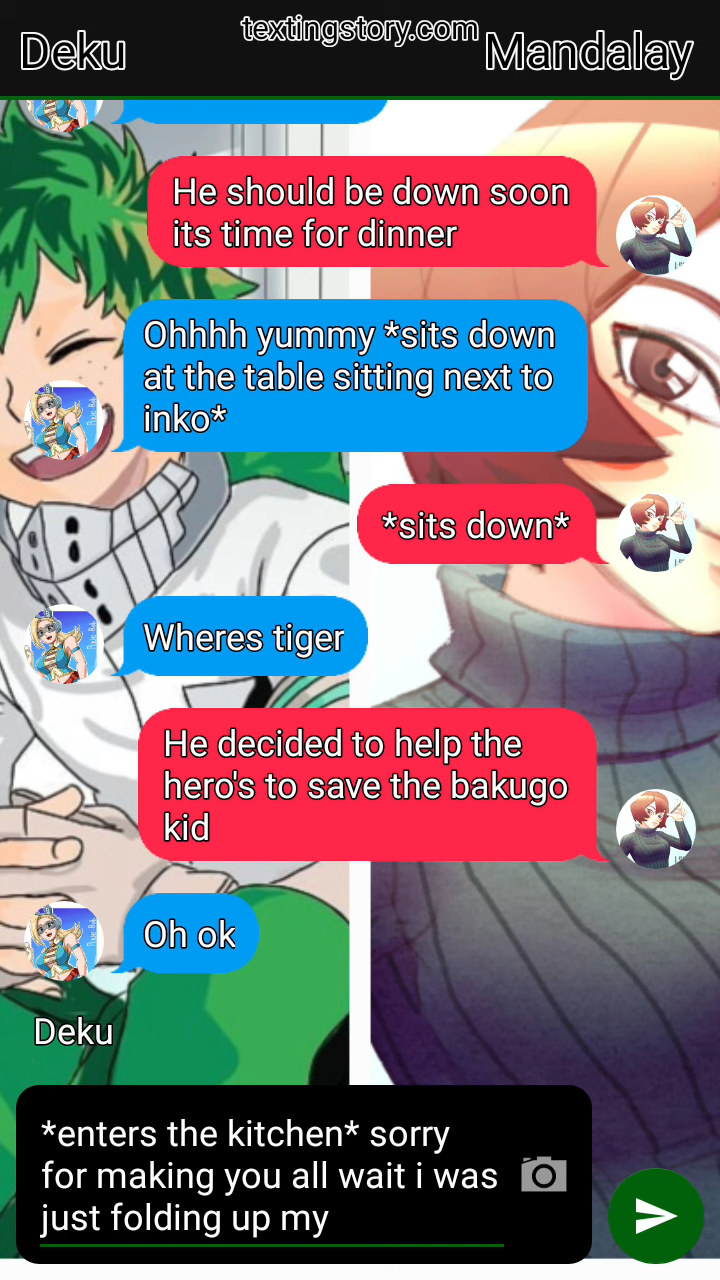 textingstory.com
Deku
Mandalay
He should be down soon
its time for dinner
Ohhhh yummy *sits down
at the table sitting next to
inko*
*sits down*
Wheres tiger
He decided to help the
hero's to save the bakugo
kid
Oh ok
Deku
*enters the kitchen* sorry
for making you all wait i was
just folding up my